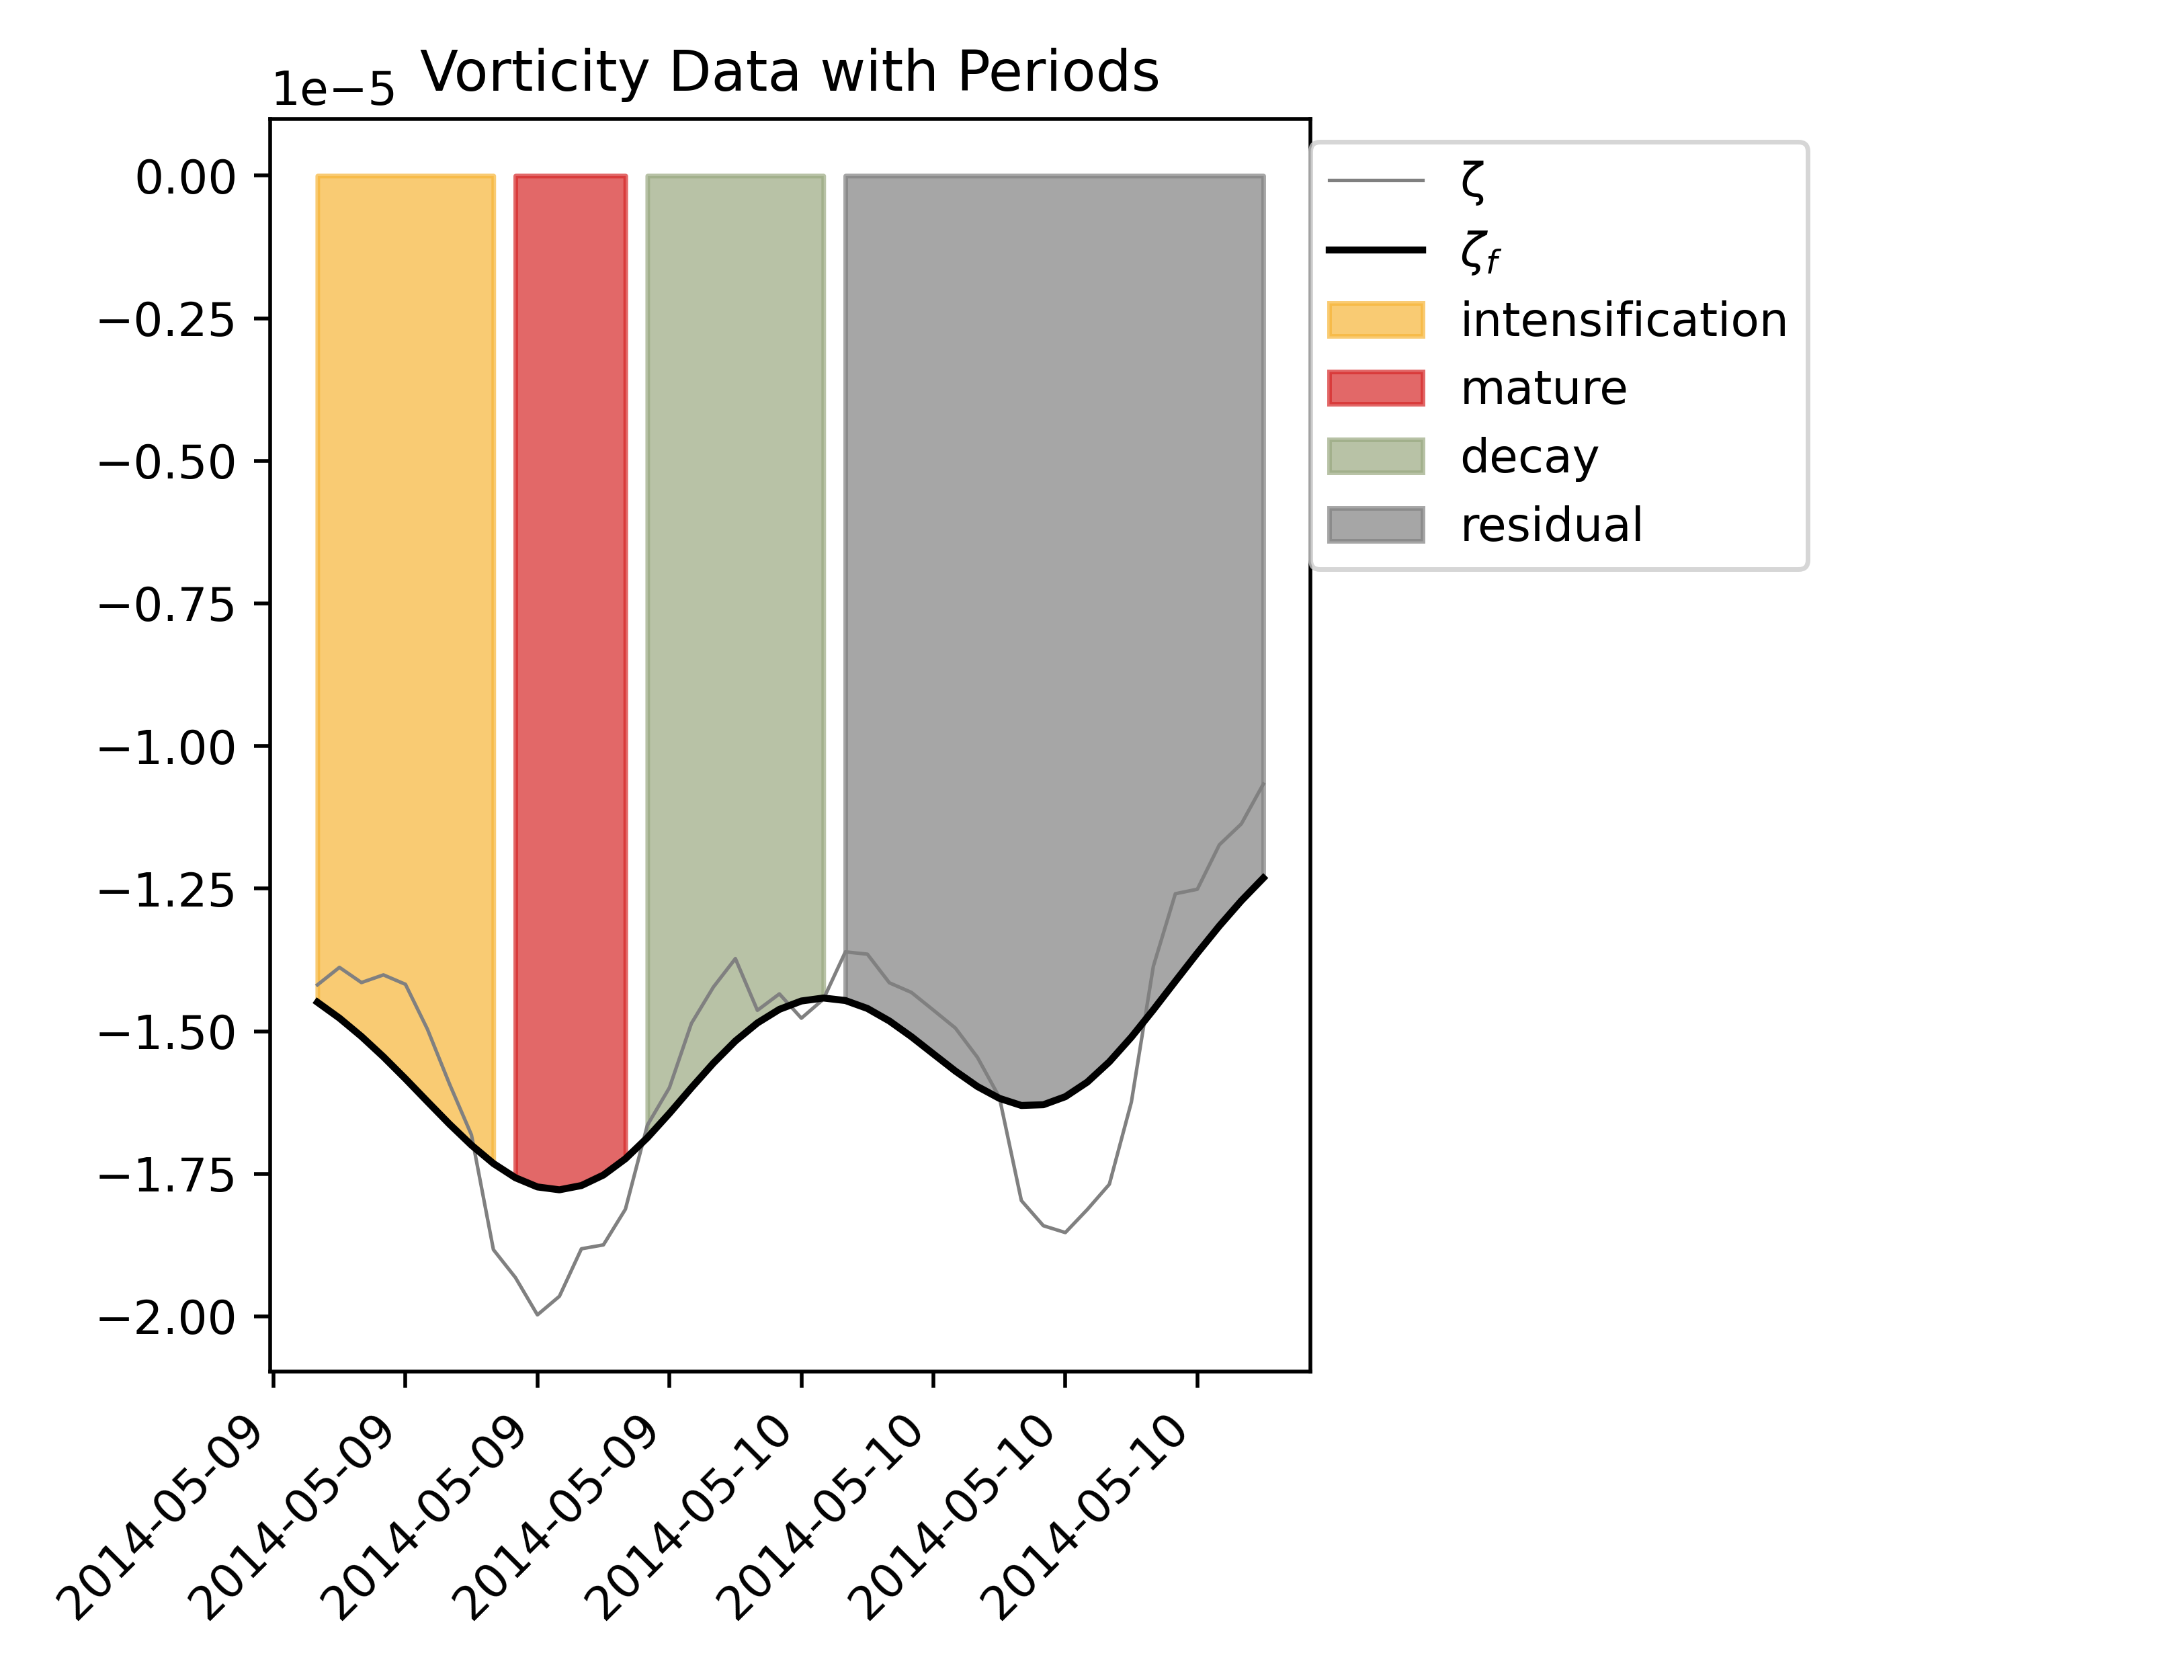 Vorticity Data with Periods
1e−5
0.00
−0.25
−0.50
−0.75
−1.00
−1.25
−1.50
−1.75
−2.00
2014-05-09
2014-05-09
2014-05-09
2014-05-09
2014-05-10
2014-05-10
2014-05-10
2014-05-10
ζ
ζf
intensification
mature
decay
residual